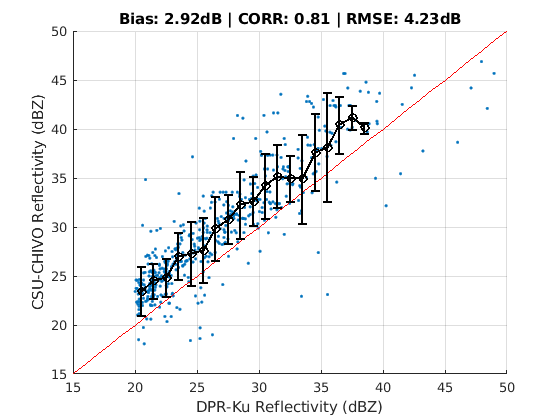 Bias: 2.92dB | CORR: 0.81 | RMSE: 4.23dB
50
45
40
35
30
25
20
15
CSU-CHIVO Reflectivity (dBZ)
15 20 25 30 35 40 45 50
DPR-Ku Reflectivity (dBZ)